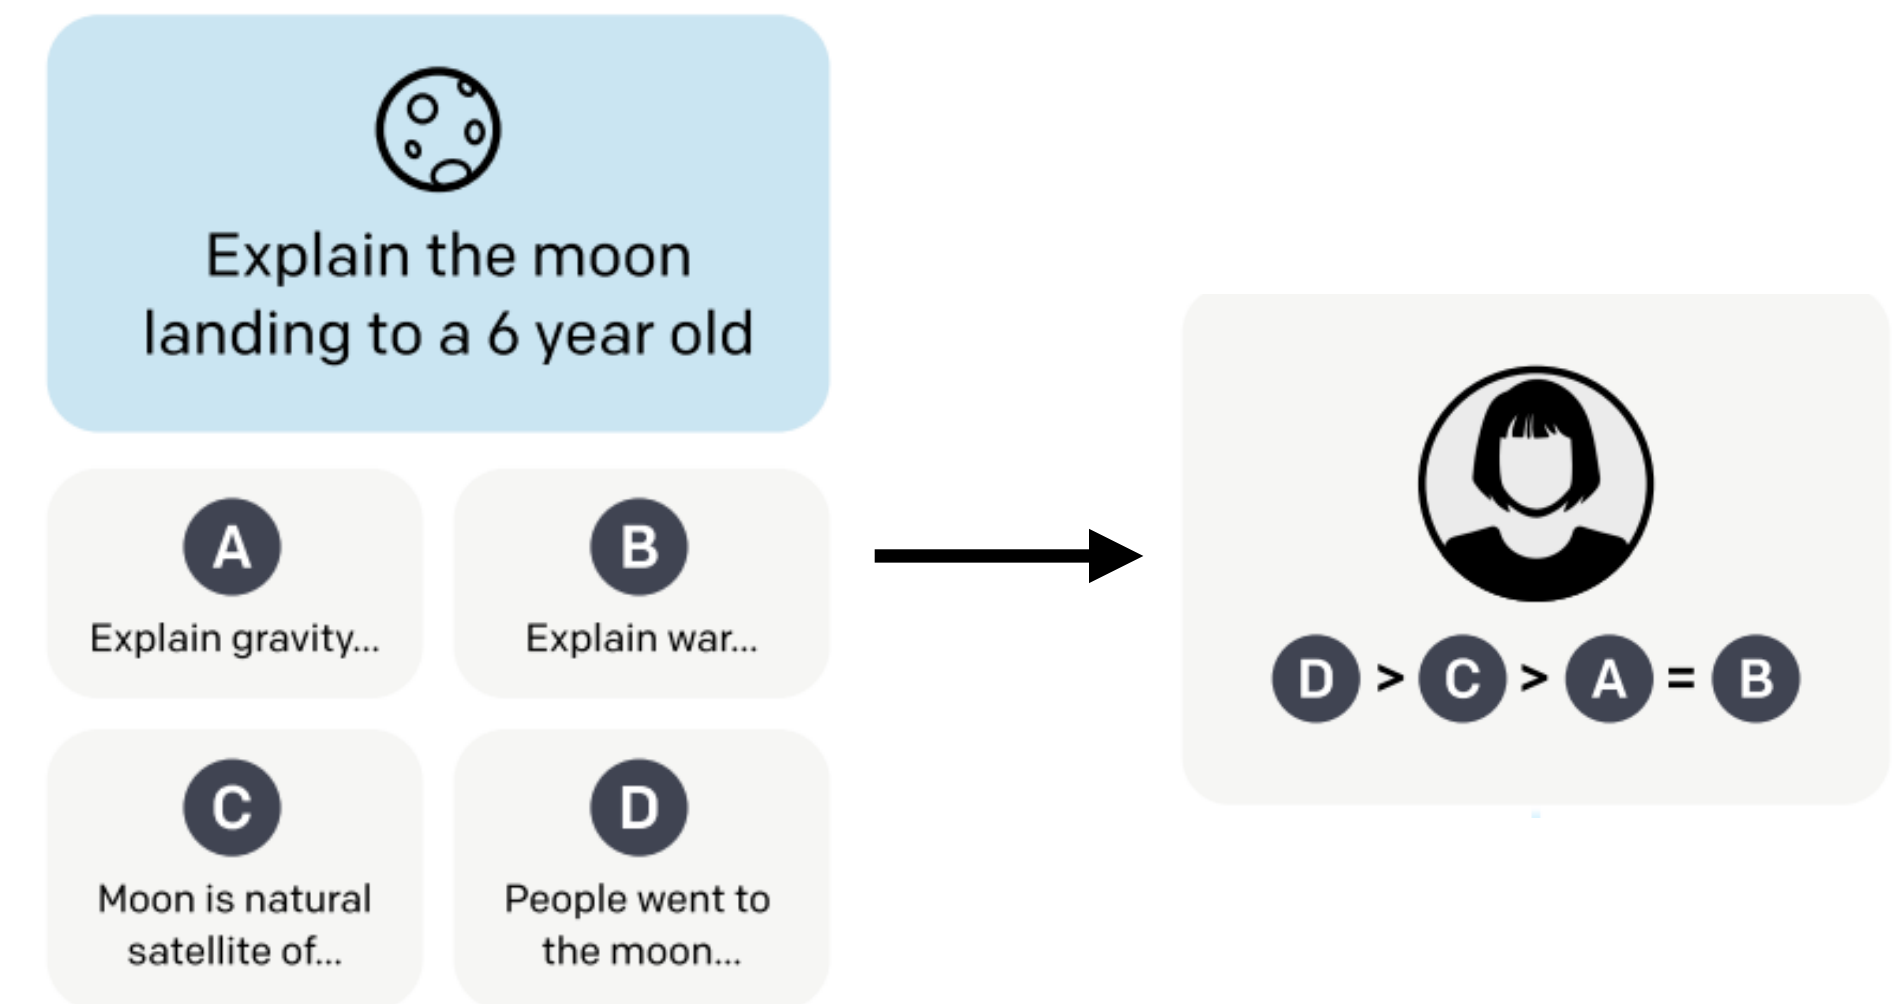 Explain the moon
landing to a 6 year old
A
Explain gravity...
B
Explain war...
C
Moon is natural
satellite of...
D
People went to
the moon...
D > C > A = B